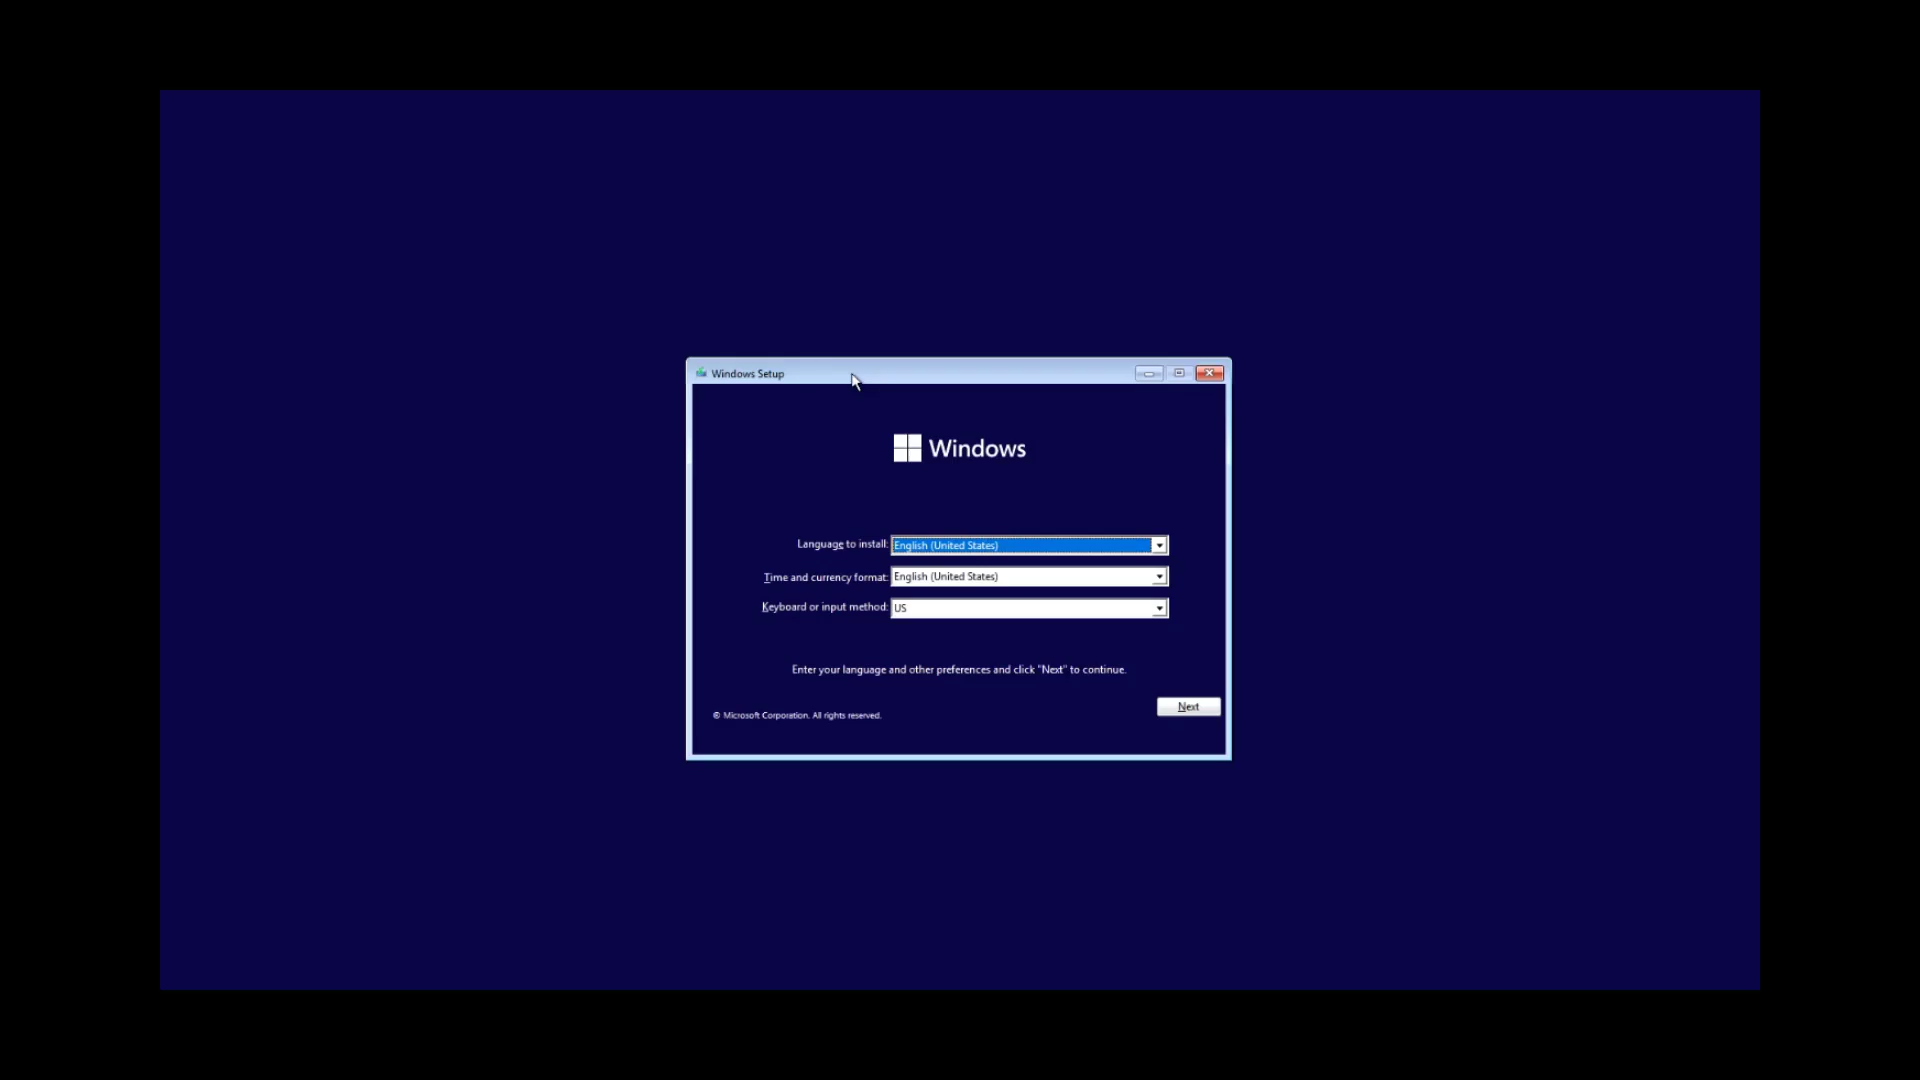 Windows Setup
Windows
Language to install: English (United States)
Time and currency format: English (United States)
Keyboard or input method: US
Enter your language and other preferences and click "Next" to continue.
Next
© Microsoft Corporation. All rights reserved.